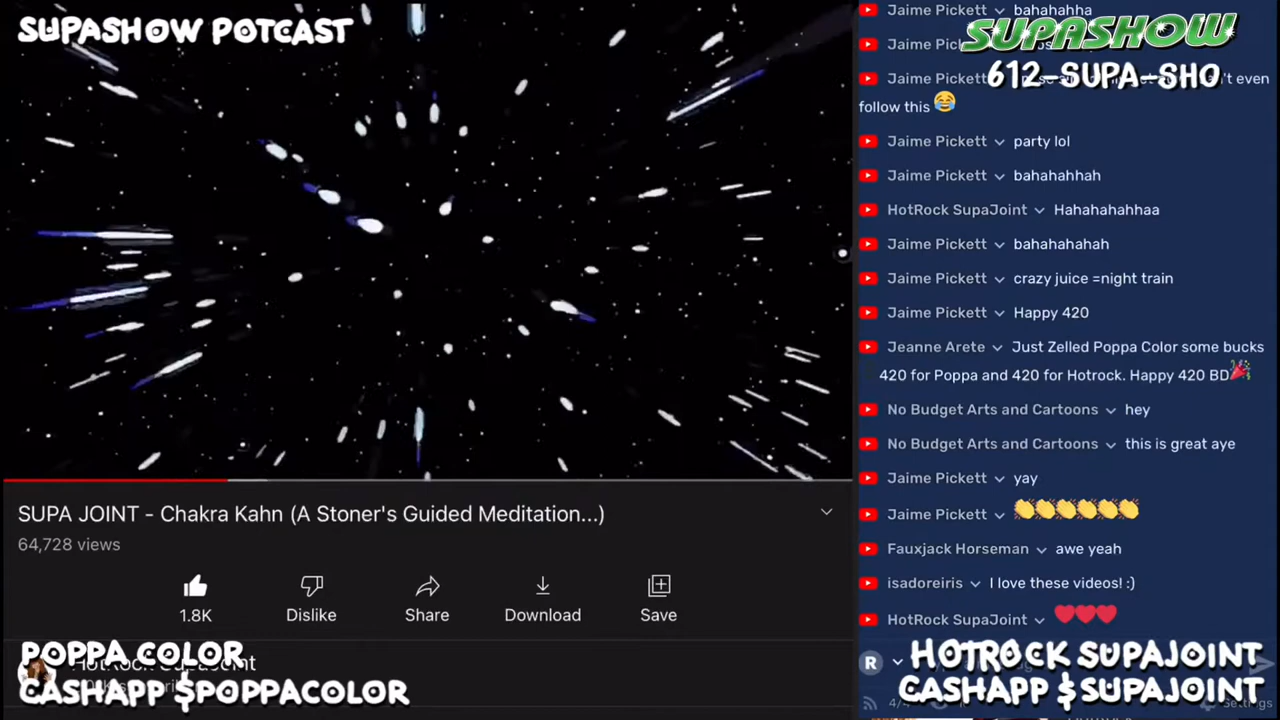 SUPASHOW POTCAST
SUPA JOINT - Chakra Kahn (A Stoner's Guided Meditation...)
64,728 views
1.8K
Dislike
Share
Download
Save
POPPA COLOR
HotRock SupaJoint
CASHAPP $POPPACOLOR
Jaime Pickett bahahahha
SUPASHOW
Jaime Pickett
612-SUPA-SHO
Jaime Pickett even
follow this 😂
Jaime Pickett party lol
Jaime Pickett bahahahhah
HotRock SupaJoint Hahahahahhaa
Jaime Pickett bahahahahah
Jaime Pickett crazy juice =night train
Jaime Pickett Happy 420
Jeanne Arete Just Zelled Poppa Color some bucks
420 for Poppa and 420 for Hotrock. Happy 420 BD🎉
No Budget Arts and Cartoons hey
No Budget Arts and Cartoons this is great aye
Jaime Pickett yay
Jaime Pickett 👏👏👏👏👏👏
Fauxjack Horseman awe yeah
isadoreiris I love these videos! :)
HotRock SupaJoint ❤❤❤
R
HOTROCK SUPAJOINT
CASHAPP $SUPAJOINT
Settings